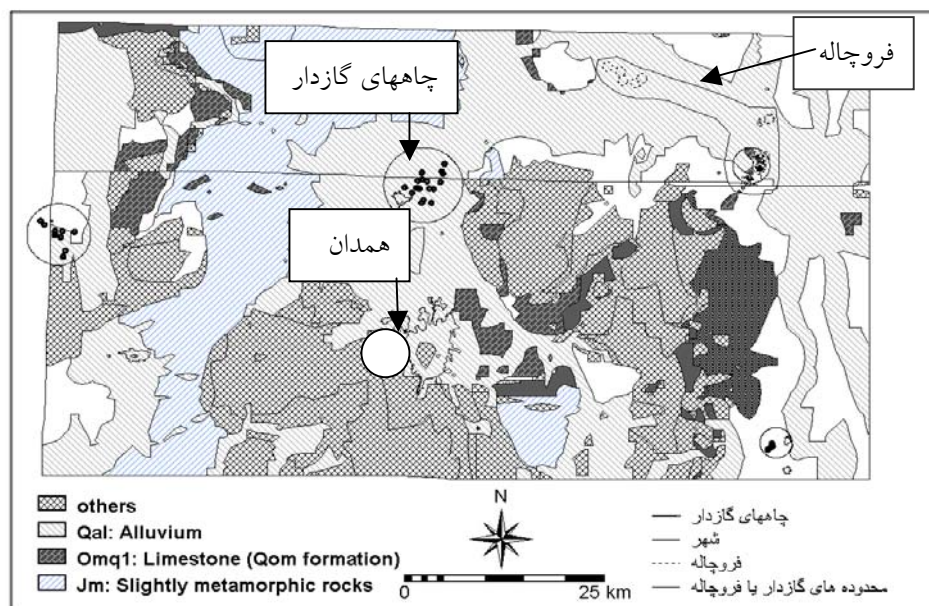 فروچاله
چاههای گازدار
همدان
others
Qal: Alluvium
Omq1: Limestone (Qom formation)
Jm: Slightly metamorphic rocks
N
0 25 km
چاههای گازدار
شهر
فروچاله
محدوده های گازدار یا فروچاله